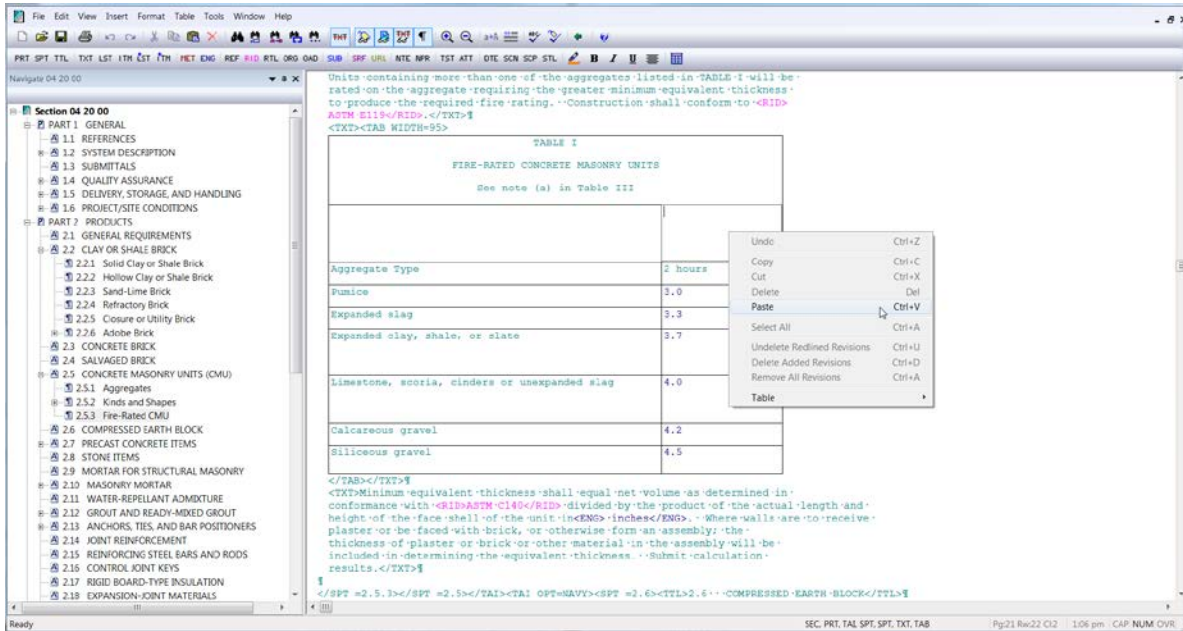 File Edit View Insert Format Table Tools Window Help
PRT SPT TTL TXT LST ITM LST ITM MET ENG REF RID RTL ORG OAD SUB SRF URL NTE NPR TST ATT DTE SCN SCP STL B I U
Navigate 04 20 00
Section 04 20 00
PART 1 GENERAL
1.1 REFERENCES
1.2 SYSTEM DESCRIPTION
1.3 SUBMITTALS
1.4 QUALITY ASSURANCE
1.5 DELIVERY, STORAGE, AND HANDLING
1.6 PROJECT/SITE CONDITIONS
PART 2 PRODUCTS
2.1 GENERAL REQUIREMENTS
2.2 CLAY OR SHALE BRICK
2.2.1 Solid Clay or Shale Brick
2.2.2 Hollow Clay or Shale Brick
2.2.3 Sand-Lime Brick
2.2.4 Refractory Brick
2.2.5 Closure or Utility Brick
2.2.6 Adobe Brick
2.3 CONCRETE BRICK
2.4 SALVAGED BRICK
2.5 CONCRETE MASONRY UNITS (CMU)
2.5.1 Aggregates
2.5.2 Kinds and Shapes
2.5.3 Fire-Rated CMU
2.6 COMPRESSED EARTH BLOCK
2.7 PRECAST CONCRETE ITEMS
2.8 STONE ITEMS
2.9 MORTAR FOR STRUCTURAL MASONRY
2.10 MASONRY MORTAR
2.11 WATER-REPELLANT ADMIXTURE
2.12 GROUT AND READY-MIXED GROUT
2.13 ANCHORS, TIES, AND BAR POSITIONERS
2.14 JOINT REINFORCEMENT
2.15 REINFORCING STEEL BARS AND RODS
2.16 CONTROL JOINT KEYS
2.17 RIGID BOARD-TYPE INSULATION
2.18 EXPANSION-JOINT MATERIALS
Units·containing·more·than·one·of·the·aggregates·listed·in·TABLE·I·will·be·
rated·on·the·aggregate·requiring·the·greater·minimum·equivalent·thickness·
to·produce·the·required·fire·rating.··Construction·shall·conform·to·<RID>
ASTM E119</RID>.</TXT>¶
<TXT><TAB WIDTH=95>
TABLE I
FIRE-RATED CONCRETE MASONRY UNITS
See note (a) in Table III
Aggregate Type 2 hours
Pumice 3.0
Expanded slag 3.3
Expanded clay, shale, or slate 3.7
Limestone, scoria, cinders or unexpanded slag 4.0
Calcareous gravel 4.2
Siliceous gravel 4.5
</TAB></TXT>¶
<TXT>Minimum·equivalent·thickness·shall·equal·net·volume·as·determined·in·
conformance·with·<RID>ASTM·C140</RID>·divided·by·the·product·of·the·actual·length·and·
height·of·the·face·shell·of·the·unit·in<ENG>·inches</ENG>.··Where·walls·are·to·receive·
plaster·or·be·faced·with·brick,·or·otherwise·form·an·assembly;·the·
thickness·of·plaster·or·brick·or·other·material·in·the·assembly·will·be·
included·in·determining·the·equivalent·thickness.··Submit·calculation·
results.</TXT>¶
¶
</SPT =2.5.3></SPT =2.5></TAI><TAI OPT=NAVY><SPT =2.6><TTL>2.6···COMPRESSED·EARTH·BLOCK</TTL>¶
Undo Ctrl+Z
Copy Ctrl+C
Cut Ctrl+X
Delete Del
Paste Ctrl+V
Select All Ctrl+A
Undelete Redlined Revisions Ctrl+U
Delete Added Revisions Ctrl+D
Remove All Revisions Ctrl+A
Table
Ready SEC, PRT, TAI, SPT, SPT, TXT, TAB Pg:21 Rw:22 Cl:2 1:06 pm CAP NUM OVR